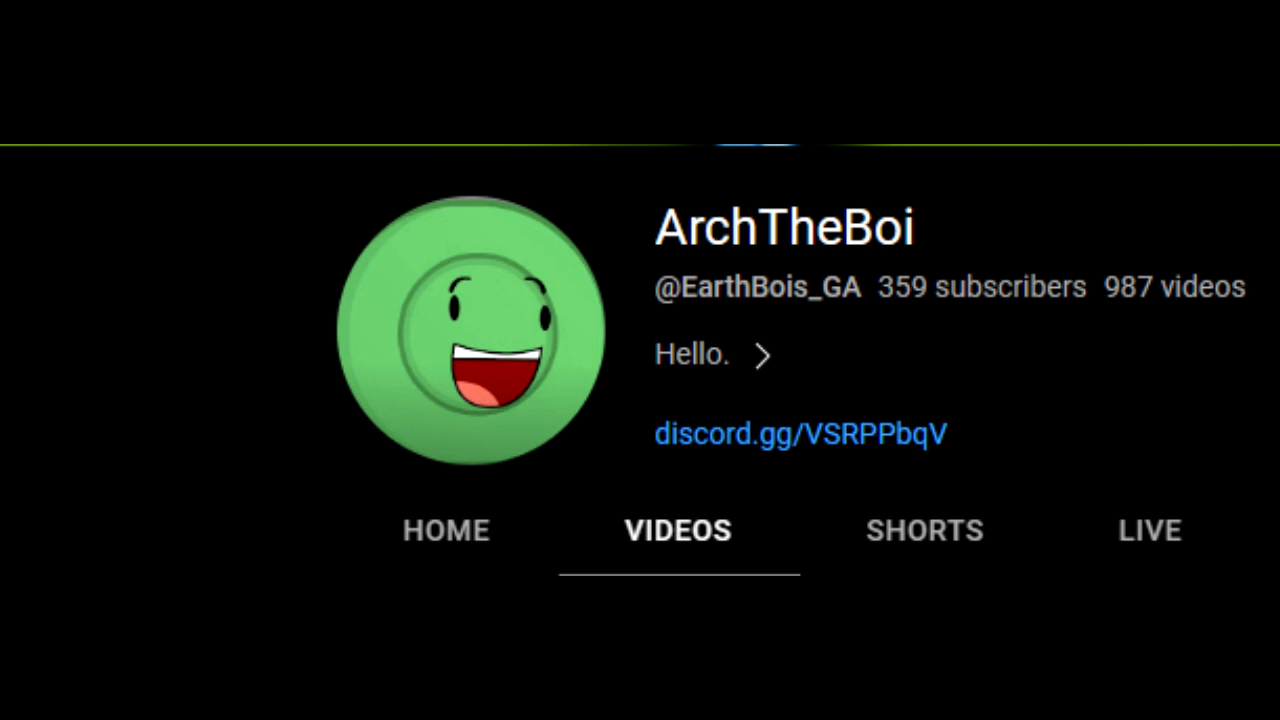 ArchTheBoi
@EarthBois_GA 359 subscribers 987 videos
Hello.
discord.gg/VSRPPbqV
HOME VIDEOS SHORTS LIVE